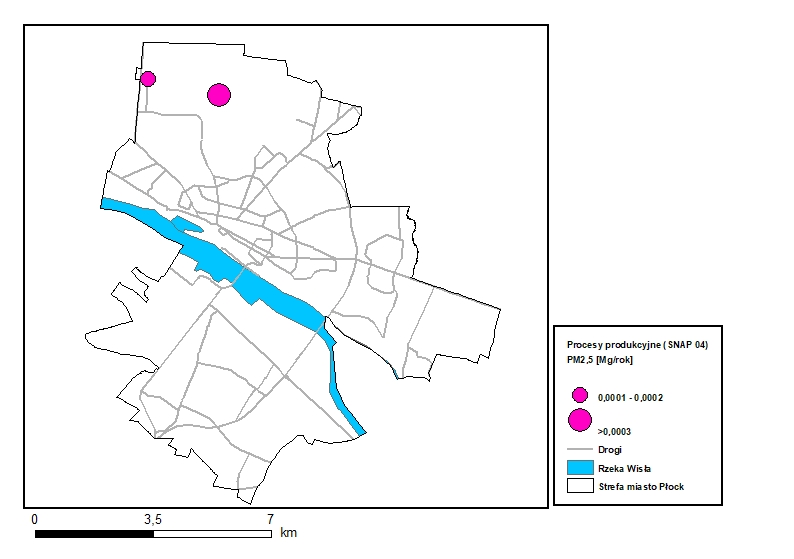 Procesy produkcyjne ( SNAP 04)
PM2,5 [Mg/rok]
0,0001 - 0,0002
>0,0003
Drogi
Rzeka Wisła
Strefa miasto Płock
0 3,5 7
km